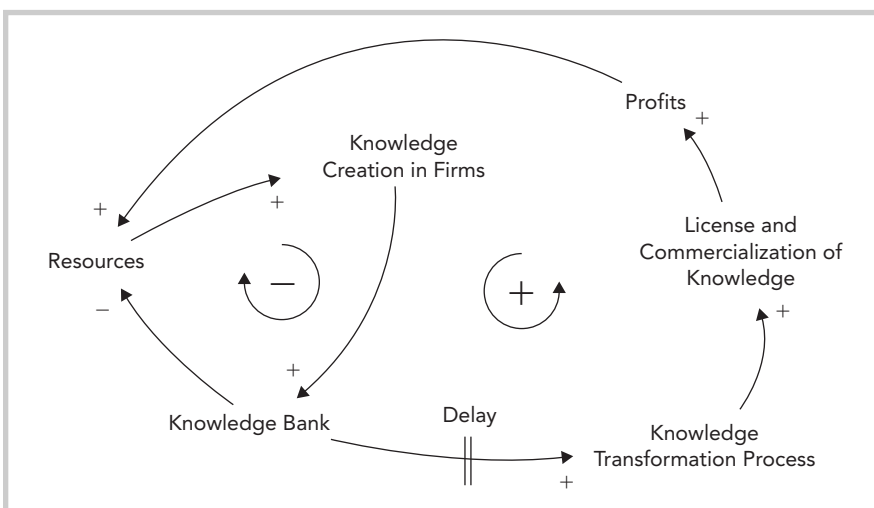 Profits
+
Knowledge
Creation in Firms
+
+
License and
Commercialization of
Knowledge
Resources
−
+
−
+
+
Knowledge Bank
Delay
Knowledge
Transformation Process
+